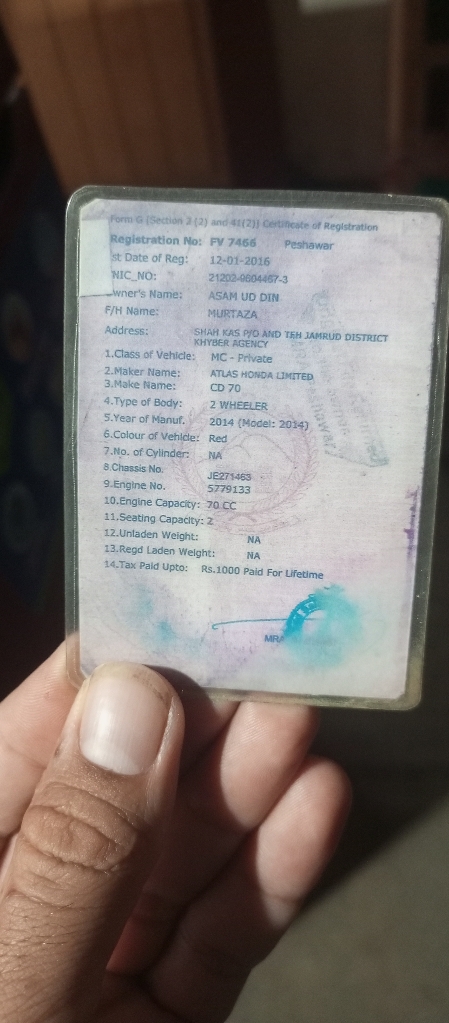 Form G (Section 2 (2) and 41(2)) Certificate of Registration
Registration No: FV 7466 Peshawar
st Date of Reg: 12-01-2016
NIC_NO: 21202-9604467-3
wner's Name: ASAM UD DIN
F/H Name: MURTAZA
Address: SHAH KAS P/O AND TEH JAMRUD DISTRICT
KHYBER AGENCY
1.Class of Vehicle: MC - Private
2.Maker Name: ATLAS HONDA LIMITED
3.Make Name: CD 70
4.Type of Body: 2 WHEELER
5.Year of Manuf. 2014 (Model: 2014)
6.Colour of Vehicle: Red
7.No. of Cylinder: NA
8.Chassis No. JE271463
9.Engine No. 5779133
10.Engine Capacity: 70 CC
11.Seating Capacity: 2
12.Unladen Weight: NA
13.Regd Laden Weight: NA
14.Tax Paid Upto: Rs.1000 Paid For Lifetime
MRA